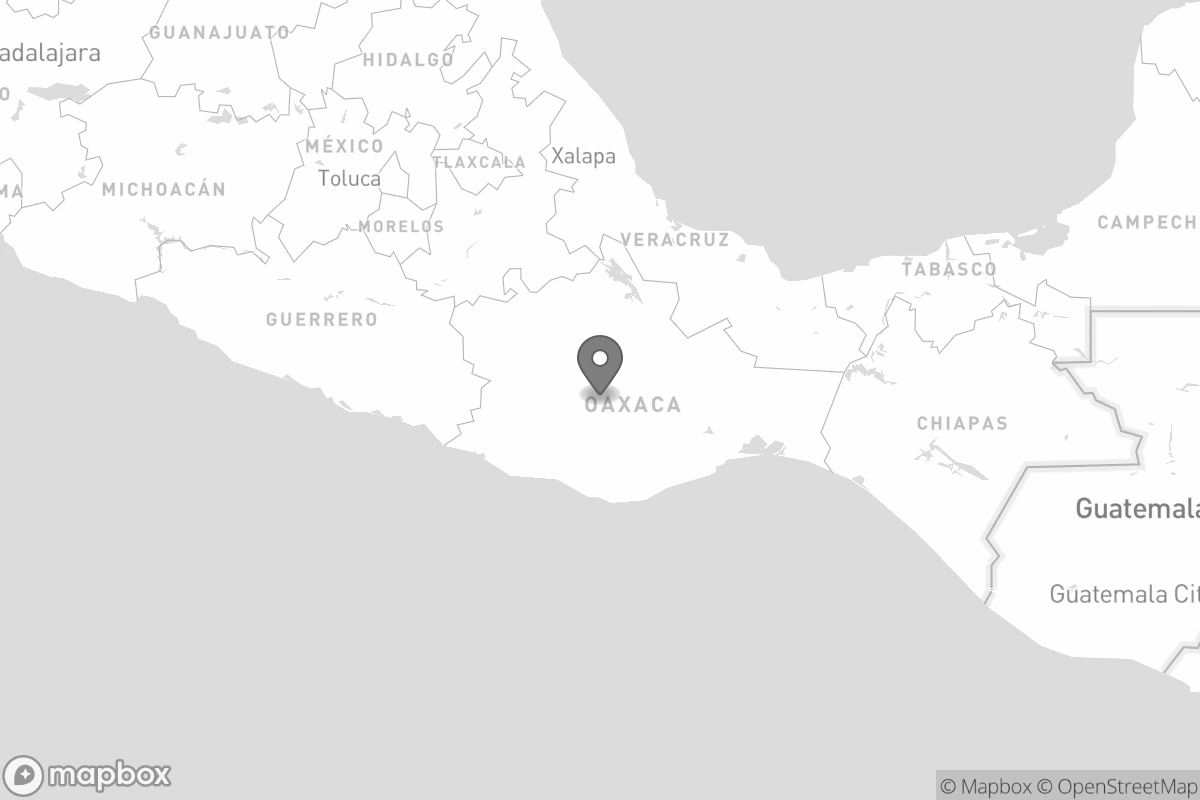 GUANAJUATO
adalajara
HIDALGO
O
MÉXICO
Xalapa
TLAXCALA
Toluca
MA
MICHOACÁN
MORELOS
CAMPECH
VERACRUZ
TABASCO
GUERRERO
OAXACA
CHIAPAS
Guatemala
Guatemala Cit
mapbox
© Mapbox © OpenStreetMap